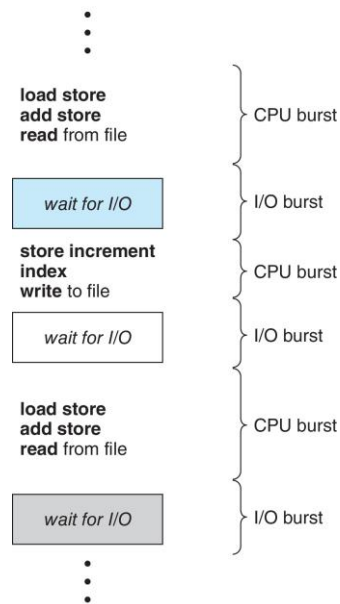 load store
add store
read from file
CPU burst
wait for I/O
I/O burst
store increment
index
write to file
CPU burst
wait for I/O
I/O burst
load store
add store
read from file
CPU burst
wait for I/O
I/O burst